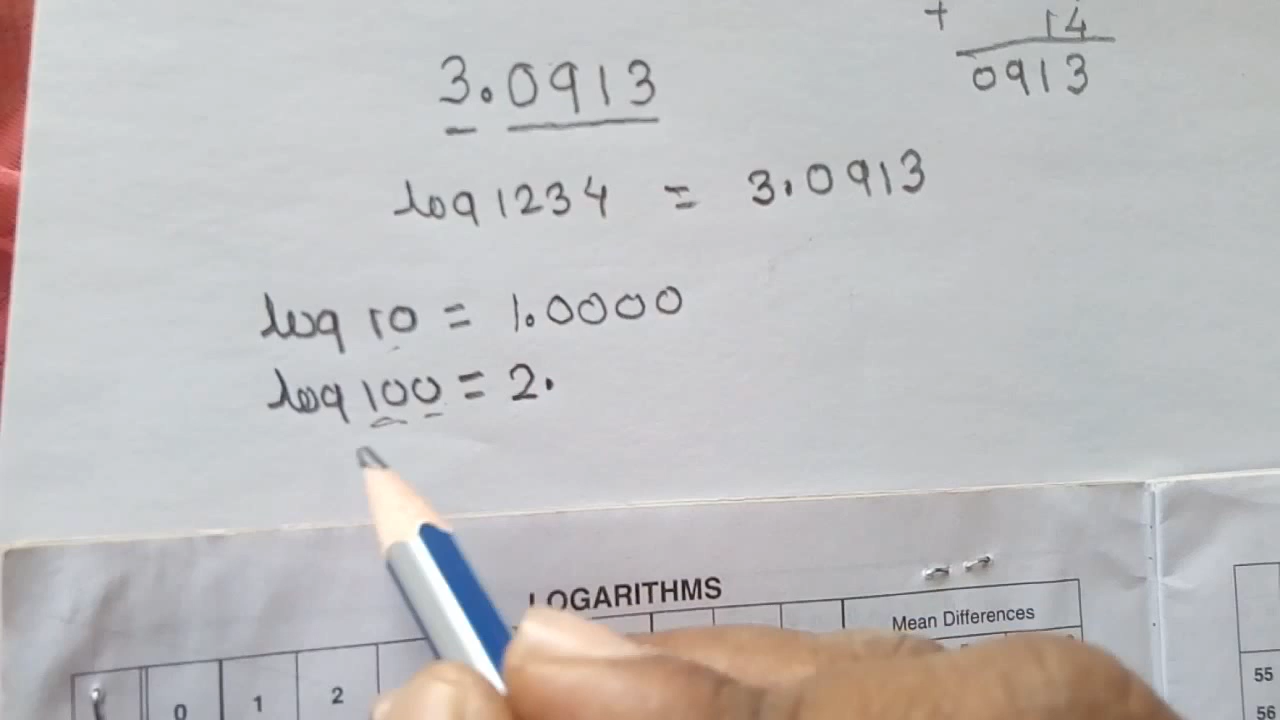 + 14
0913
3.0913
log 1234 = 3.0913
log 10 = 1.0000
log 100 = 2.
LOGARITHMS
Mean Differences
0 1 2
55
56